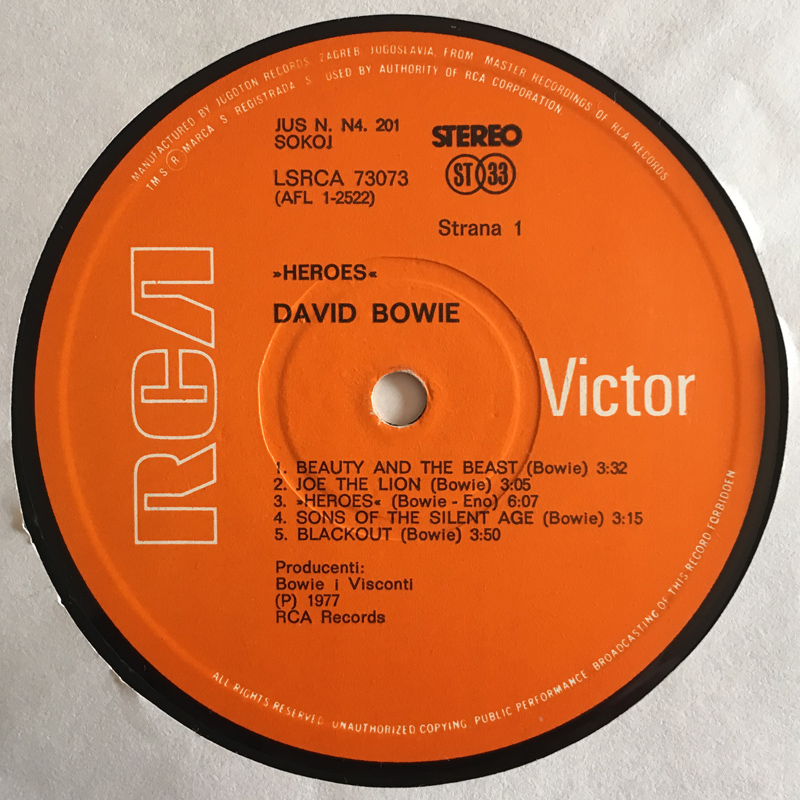 MANUFACTURED BY JUGOTON RECORDS, ZAGREB, JUGOSLAVIA, FROM MASTER RECORDINGS OF RCA RECORDS
TM S ® MARCA S REGISTRADA S USED BY AUTHORITY OF RCA CORPORATION.
JUS N. N4. 201
SOKOJ
STEREO
LSRCA 73073
(AFL 1-2522)
ST 33
Strana 1
»HEROES«
DAVID BOWIE
RCA
Victor
1. BEAUTY AND THE BEAST (Bowie) 3:32
2. JOE THE LION (Bowie) 3:05
3. »HEROES« (Bowie - Eno) 6:07
4. SONS OF THE SILENT AGE (Bowie) 3:15
5. BLACKOUT (Bowie) 3:50
Producenti:
Bowie i Visconti
(P) 1977
RCA Records
ALL RIGHTS RESERVED. UNAUTHORIZED COPYING, PUBLIC PERFORMANCE, BROADCASTING OF THIS RECORD FORBIDDEN